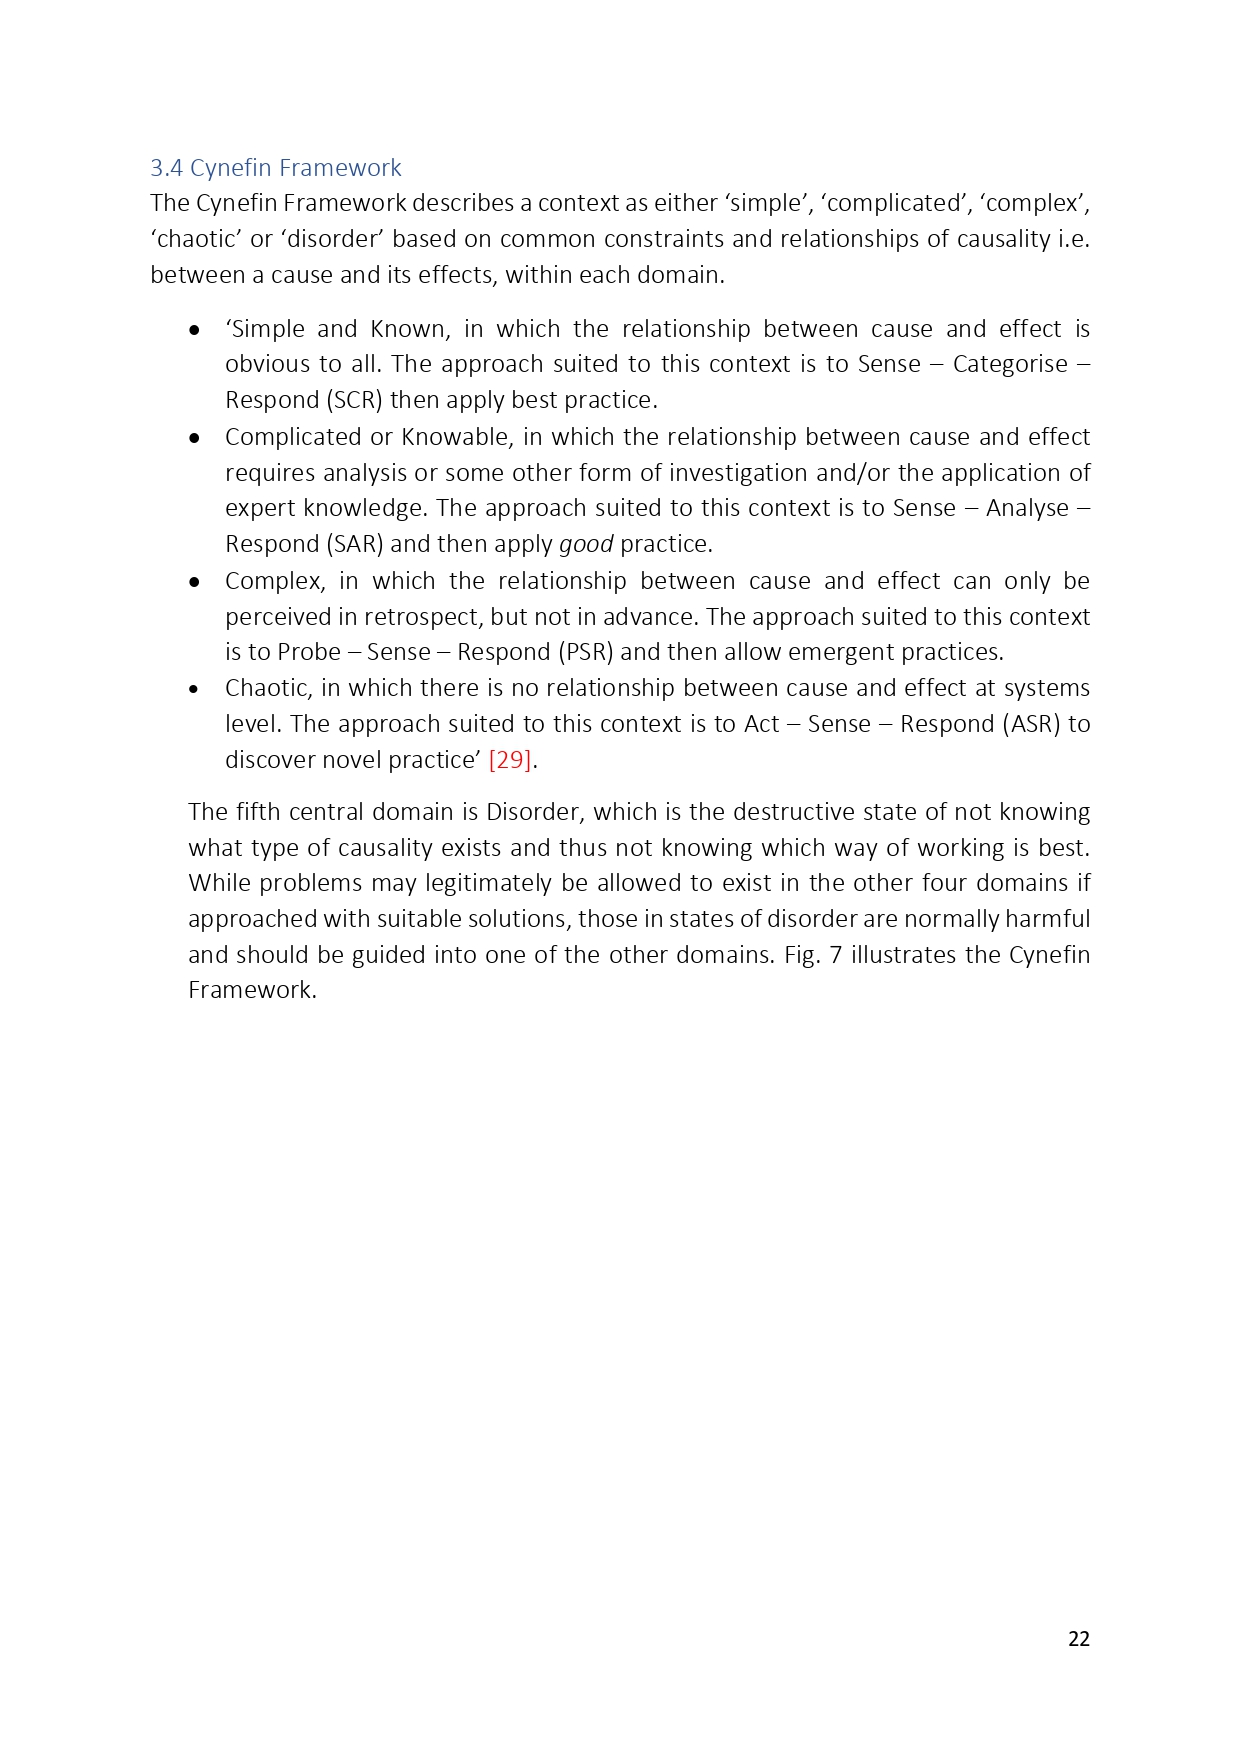 3.4 Cynefin Framework
The Cynefin Framework describes a context as either ‘simple’, ‘complicated’, ‘complex’,
‘chaotic’ or ‘disorder’ based on common constraints and relationships of causality i.e.
between a cause and its effects, within each domain.
• ‘Simple and Known, in which the relationship between cause and effect is
obvious to all. The approach suited to this context is to Sense – Categorise –
Respond (SCR) then apply best practice.
• Complicated or Knowable, in which the relationship between cause and effect
requires analysis or some other form of investigation and/or the application of
expert knowledge. The approach suited to this context is to Sense – Analyse –
Respond (SAR) and then apply good practice.
• Complex, in which the relationship between cause and effect can only be
perceived in retrospect, but not in advance. The approach suited to this context
is to Probe – Sense – Respond (PSR) and then allow emergent practices.
• Chaotic, in which there is no relationship between cause and effect at systems
level. The approach suited to this context is to Act – Sense – Respond (ASR) to
discover novel practice’ [29].
The fifth central domain is Disorder, which is the destructive state of not knowing
what type of causality exists and thus not knowing which way of working is best.
While problems may legitimately be allowed to exist in the other four domains if
approached with suitable solutions, those in states of disorder are normally harmful
and should be guided into one of the other domains. Fig. 7 illustrates the Cynefin
Framework.
22